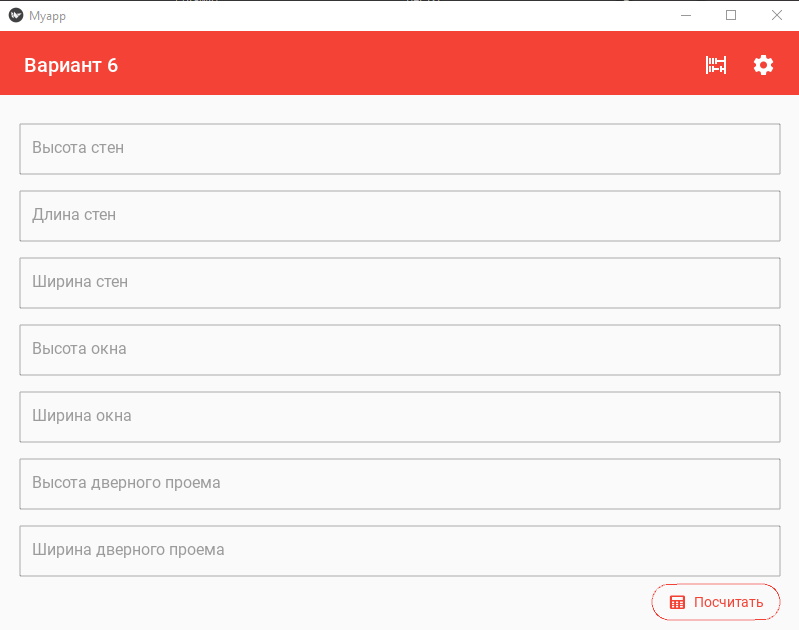 Myapp
Вариант 6
Высота стен
Длина стен
Ширина стен
Высота окна
Ширина окна
Высота дверного проема
Ширина дверного проема
Посчитать